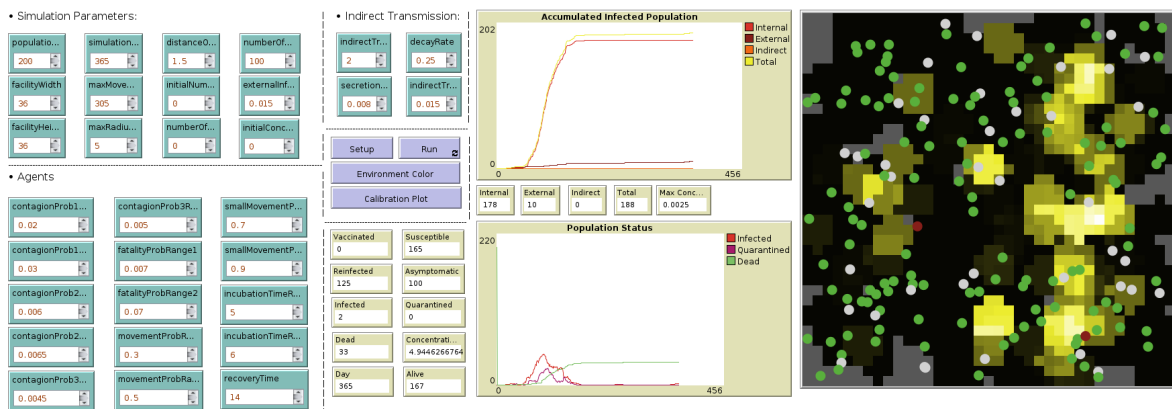 • Simulation Parameters:
populatio... simulation... distanceO... numberOf...
200 365 1.5 100
facilityWidth maxMove... initialNum... externalInf...
36 305 0 0.015
facilityHei... maxRadiu... numberOf... initialConc...
36 5 0 0
• Agents
contagionProb1... contagionProb3R... smallMovementP...
0.02 0.005 0.7
contagionProb1... fatalityProbRange1 smallMovementP...
0.03 0.007 0.9
contagionProb2... fatalityProbRange2 incubationTimeR...
0.006 0.07 5
contagionProb2... movementProbR... incubationTimeR...
0.0065 0.3 6
contagionProb3... movementProbRa... recoveryTime
0.0045 0.5 14
• Indirect Transmission:
indirectTr... decayRate
2 0.25
secretion... indirectTr...
0.008 0.015
Setup Run
Environment Color
Calibration Plot
Vaccinated Susceptible
0 165
Reinfected Asymptomatic
125 100
Infected Quarantined
2 0
Dead Concentrati...
33 4.9446266764
Day Alive
365 167
Accumulated Infected Population
202
Internal
External
Indirect
Total
0
0 456
Internal External Indirect Total Max Conc...
178 10 0 188 0.0025
Population Status
220
Infected
Quarantined
Dead
0
0 456